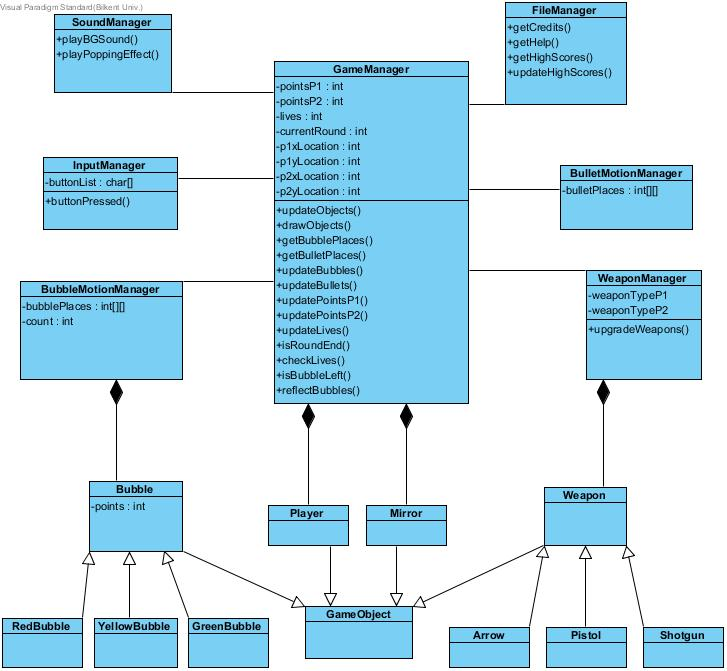 Visual Paradigm Standard(Bilkent Univ.)
SoundManager
+playBGSound()
+playPoppingEffect()
FileManager
+getCredits()
+getHelp()
+getHighScores()
+updateHighScores()
GameManager
-pointsP1 : int
-pointsP2 : int
-lives : int
-currentRound : int
-p1xLocation : int
-p1yLocation : int
-p2xLocation : int
-p2yLocation : int
+updateObjects()
+drawObjects()
+getBubblePlaces()
+getBulletPlaces()
+updateBubbles()
+updateBullets()
+updatePointsP1()
+updatePointsP2()
+updateLives()
+isRoundEnd()
+checkLives()
+isBubbleLeft()
+reflectBubbles()
InputManager
-buttonList : char[]
+buttonPressed()
BulletMotionManager
-bulletPlaces : int[][]
BubbleMotionManager
-bubblePlaces : int[][]
-count : int
WeaponManager
-weaponTypeP1
-weaponTypeP2
+upgradeWeapons()
Bubble
-points : int
Player
Mirror
Weapon
RedBubble
YellowBubble
GreenBubble
GameObject
Arrow
Pistol
Shotgun